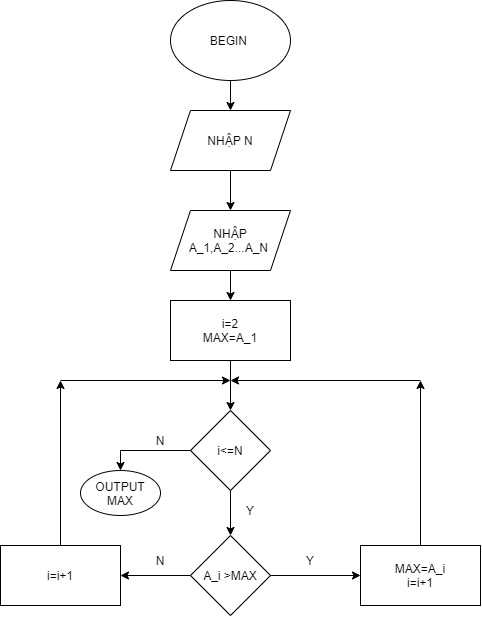 BEGIN
NHẬP N
NHẬP
A_1,A_2...A_N
i=2
MAX=A_1
N
i<=N
OUTPUT
MAX
Y
i=i+1
N
A_i >MAX
Y
MAX=A_i
i=i+1